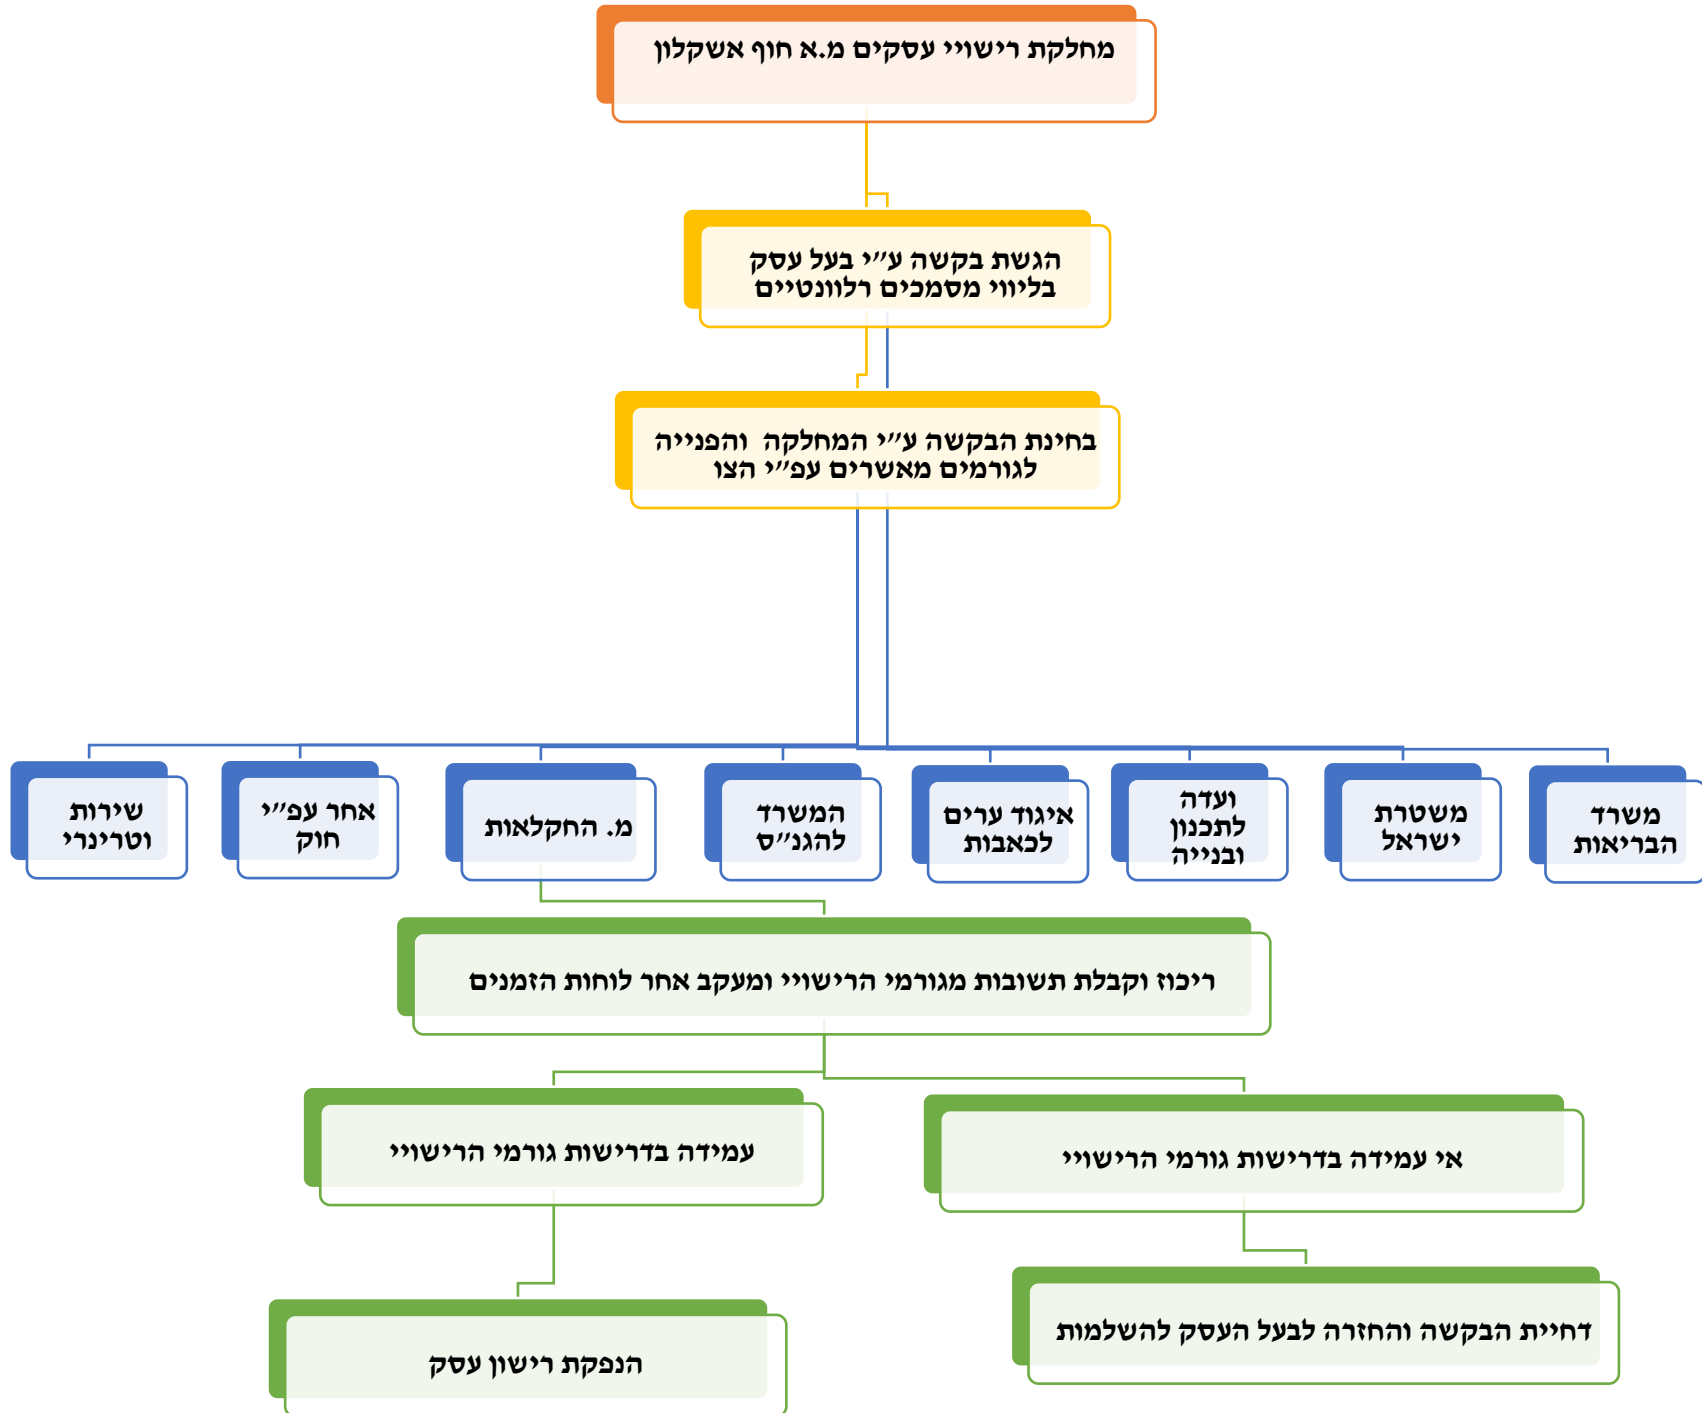 מחלקת רישויי עסקים מ.א חוף אשקלון
הגשת בקשה ע״י בעל עסק
בליווי מסמכים רלוונטיים
בחינת הבקשה ע״י המחלקה והפנייה
לגורמים מאשרים עפ״י הצו
משרד
הבריאות
משטרת
ישראל
ועדה
לתכנון
ובנייה
איגוד ערים
לכאבות
המשרד
להגנ״ס
מ. החקלאות
אחר עפ״י
חוק
שירות
וטרינרי
ריכוז וקבלת תשובות מגורמי הרישויי ומעקב אחר לוחות הזמנים
אי עמידה בדרישות גורמי הרישויי
עמידה בדרישות גורמי הרישויי
דחיית הבקשה והחזרה לבעל העסק להשלמות
הנפקת רישון עסק